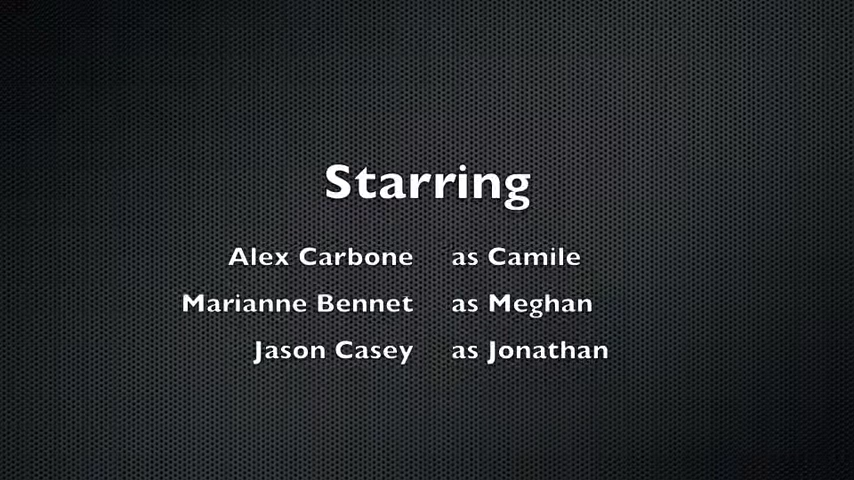 Starring
Alex Carbone as Camile
Marianne Bennet as Meghan
Jason Casey as Jonathan